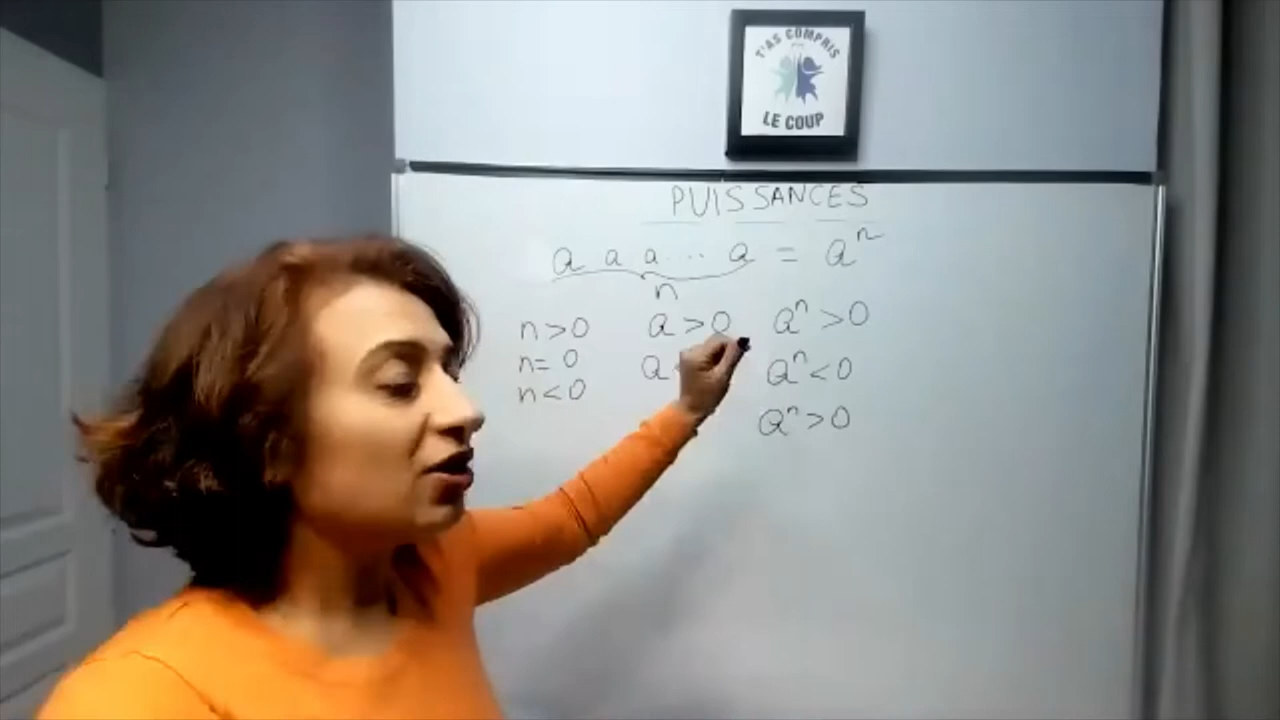 T'AS COMPRIS
LE COUP
PUISSANCES
a a a ... a = aⁿ
n
n>0 a>0 aⁿ>0
n=0 a aⁿ<0
n<0
aⁿ>0